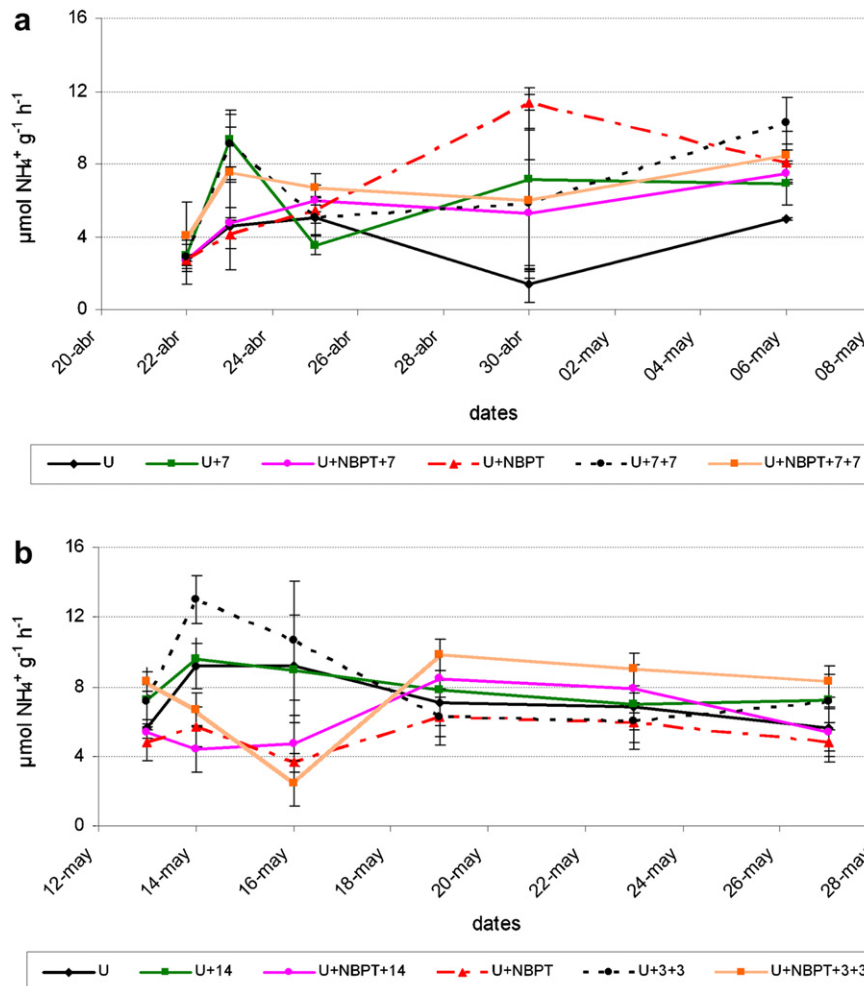 a
16
12
8
4
0
µmol NH₄⁺ g⁻¹ h⁻¹
20-abr 22-abr 24-abr 26-abr 28-abr 30-abr 02-may 04-may 06-may 08-may
dates
U U+7 U+NBPT+7 U+NBPT U+7+7 U+NBPT+7+7
b
16
12
8
4
0
µmol NH₄⁺ g⁻¹ h⁻¹
12-may 14-may 16-may 18-may 20-may 22-may 24-may 26-may 28-may
dates
U U+14 U+NBPT+14 U+NBPT U+3+3 U+NBPT+3+3